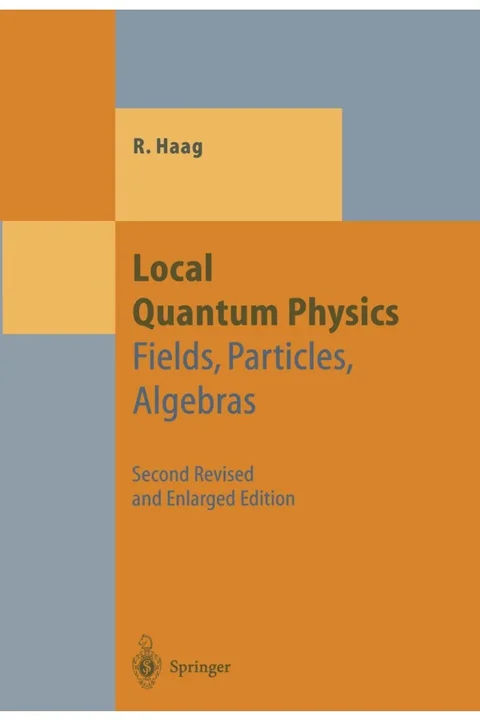 R. Haag
Local
Quantum Physics
Fields, Particles,
Algebras
Second Revised
and Enlarged Edition
Springer